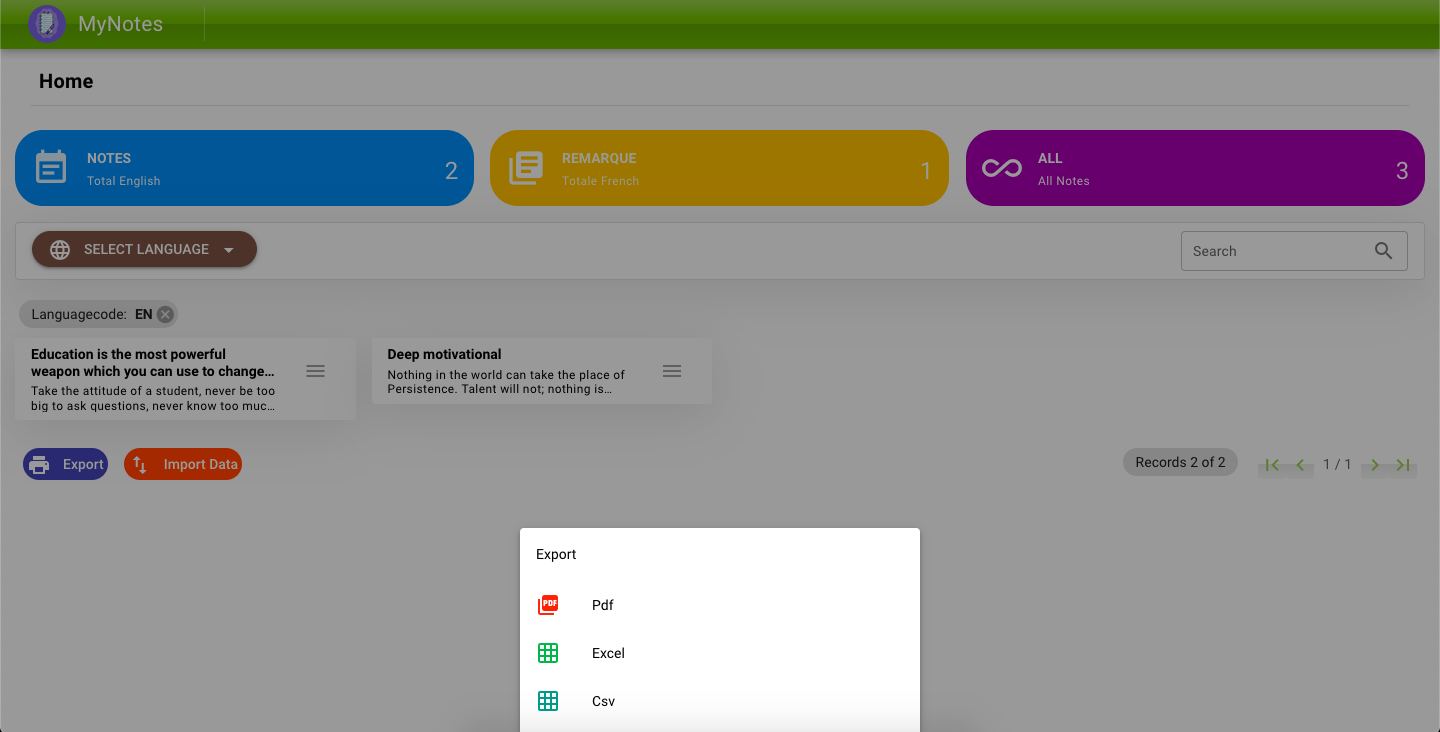 MyNotes
Home
NOTES
Total English
2
REMARQUE
Totale French
1
ALL
All Notes
3
SELECT LANGUAGE
Search
Languagecode: EN
Education is the most powerful
weapon which you can use to change…
Take the attitude of a student, never be too
big to ask questions, never know too muc…
Deep motivational
Nothing in the world can take the place of
Persistence. Talent will not; nothing is…
Export
Import Data
Records 2 of 2
1 / 1
Export
PDF
Pdf
Excel
Csv